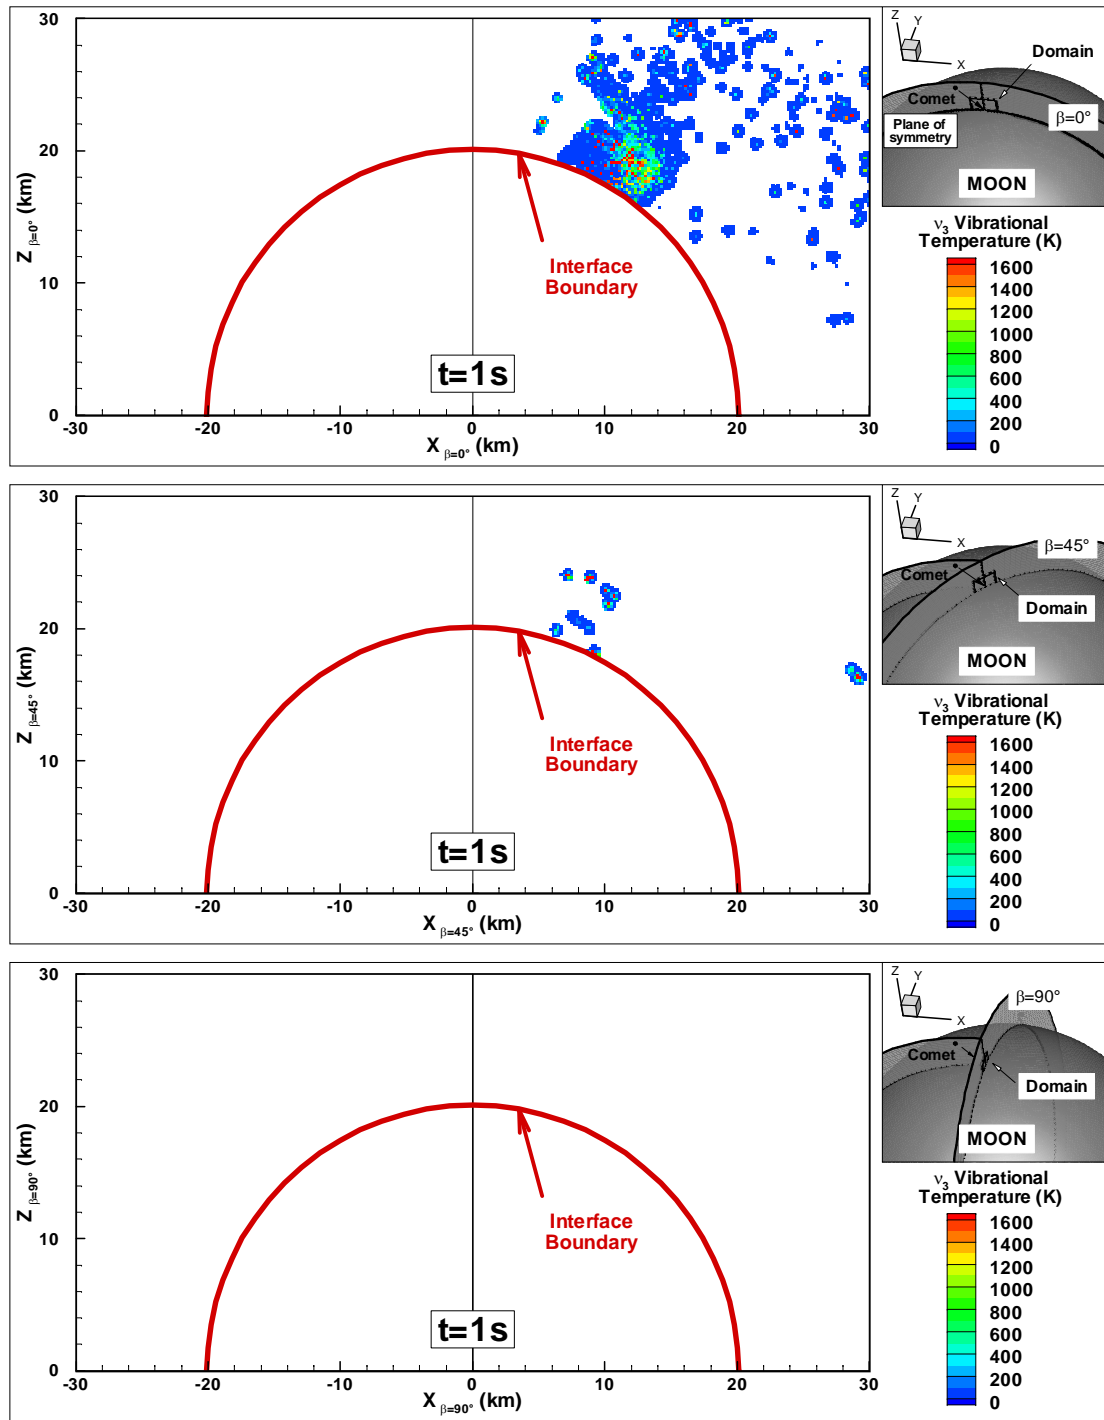 30
20
10
0
Z β=0° (km)
-30 -20 -10 0 10 20 30
X β=0° (km)
Interface
Boundary
t=1s
Z
Y
X
Domain
Comet
β=0°
Plane of
symmetry
MOON
ν3 Vibrational
Temperature (K)
1600
1400
1200
1000
800
600
400
200
0
30
20
10
0
Z β=45° (km)
-30 -20 -10 0 10 20 30
X β=45° (km)
Interface
Boundary
t=1s
Z
Y
X
β=45°
Comet
Domain
MOON
ν3 Vibrational
Temperature (K)
1600
1400
1200
1000
800
600
400
200
0
30
20
10
0
Z β=90° (km)
-30 -20 -10 0 10 20 30
X β=90° (km)
Interface
Boundary
t=1s
Z
Y
X
β=90°
Comet
Domain
MOON
ν3 Vibrational
Temperature (K)
1600
1400
1200
1000
800
600
400
200
0